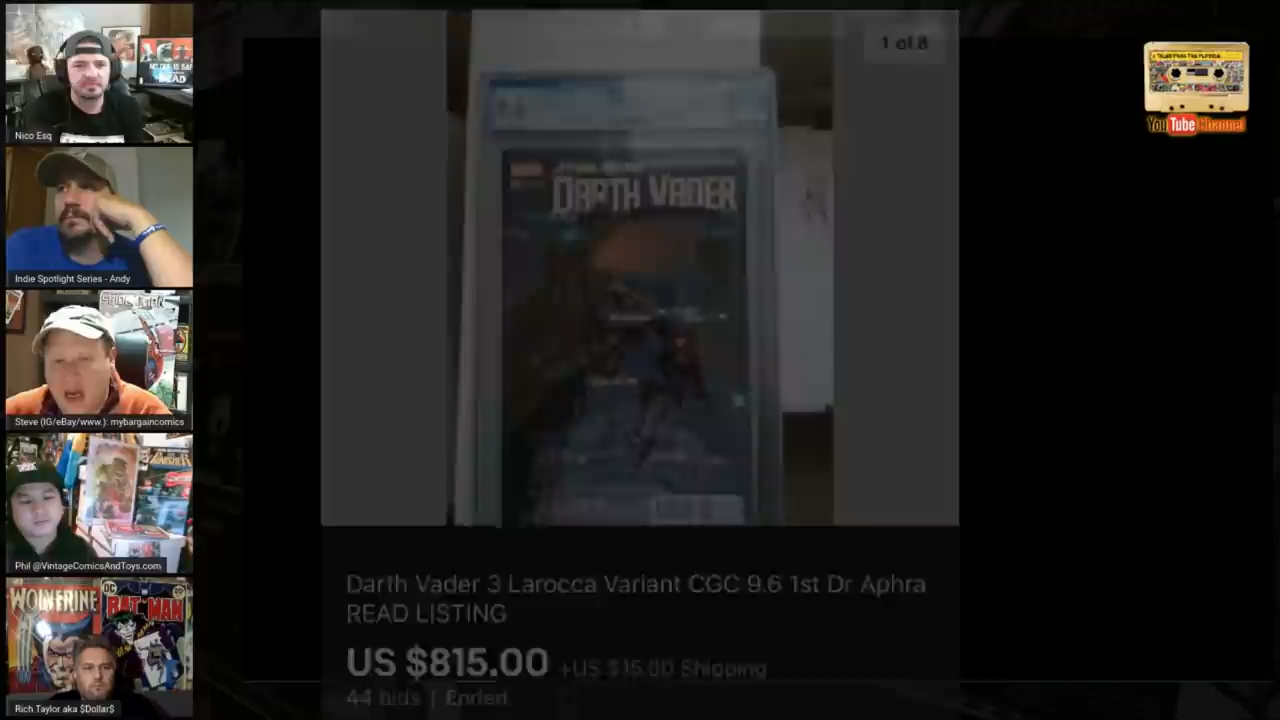 Nico Esq
Indie Spotlight Series - Andy
Steve (IG/eBay/www.): mybargaincomics
Phil @VintageComicsAndToys.com
WOLVERINE
BATMAN
Rich Taylor aka $Dollar$
1 of 8
DARTH VADER
Darth Vader 3 Larocca Variant CGC 9.6 1st Dr Aphra
READ LISTING
US $815.00 +US $15.00 Shipping
44 bids | Ended
YouTube Channel